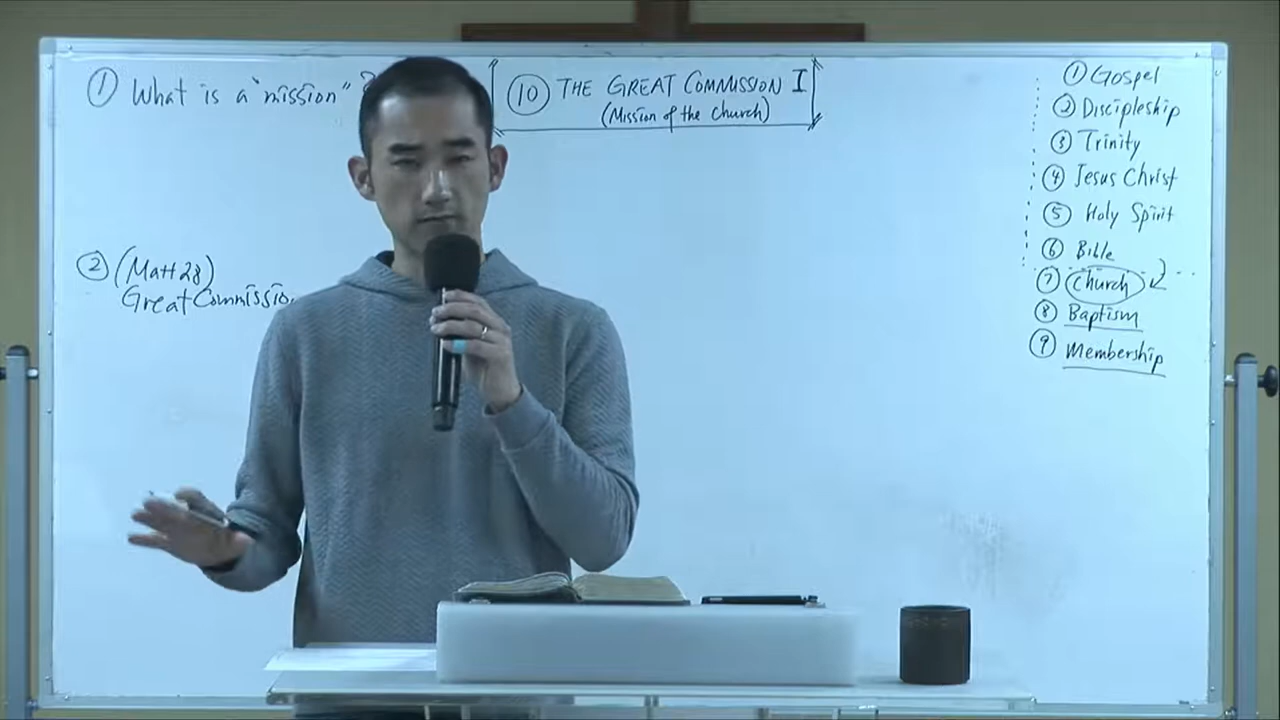 ① What is a "mission" ?
⑩ THE GREAT COMMISSION I
(Mission of the Church)
② (Matt 28)
Great Commissio
① Gospel
② Discipleship
③ Trinity
④ Jesus Christ
⑤ Holy Spirit
⑥ Bible
⑦ Church
⑧ Baptism
⑨ Membership